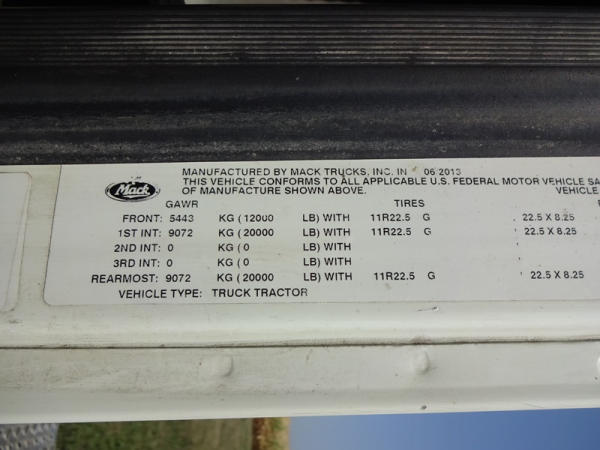 Mack
MANUFACTURED BY MACK TRUCKS, INC. IN 06/2013
THIS VEHICLE CONFORMS TO ALL APPLICABLE U.S. FEDERAL MOTOR VEHICLE SA
OF MANUFACTURE SHOWN ABOVE. VEHICLE
GAWR TIRES
FRONT: 5443 KG ( 12000 LB) WITH 11R22.5 G 22.5 X 8.25
1ST INT: 9072 KG ( 20000 LB) WITH 11R22.5 G 22.5 X 8.25
2ND INT: 0 KG ( 0 LB) WITH
3RD INT: 0 KG ( 0 LB) WITH
REARMOST: 9072 KG ( 20000 LB) WITH 11R22.5 G 22.5 X 8.25
VEHICLE TYPE: TRUCK TRACTOR